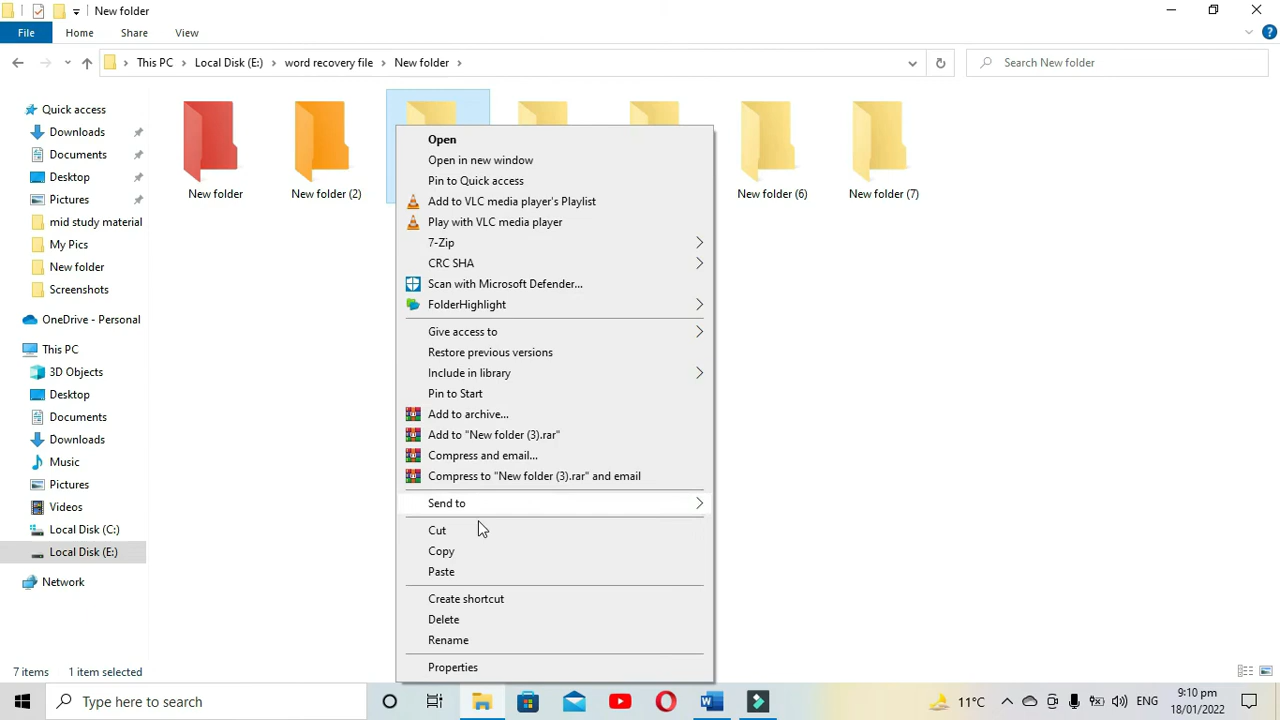 New folder
File
Home
Share
View
This PC
Local Disk (E:)
word recovery file
New folder
Search New folder
Quick access
Downloads
Documents
Desktop
Pictures
mid study material
My Pics
New folder
Screenshots
OneDrive - Personal
This PC
3D Objects
Desktop
Documents
Downloads
Music
Pictures
Videos
Local Disk (C:)
Local Disk (E:)
Network
New folder
New folder (2)
New folder (6)
New folder (7)
Open
Open in new window
Pin to Quick access
Add to VLC media player's Playlist
Play with VLC media player
7-Zip
CRC SHA
Scan with Microsoft Defender...
FolderHighlight
Give access to
Restore previous versions
Include in library
Pin to Start
Add to archive...
Add to "New folder (3).rar"
Compress and email...
Compress to "New folder (3).rar" and email
Send to
Cut
Copy
Paste
Create shortcut
Delete
Rename
Properties
7 items
1 item selected
Type here to search
11°C
ENG
9:10 pm
18/01/2022